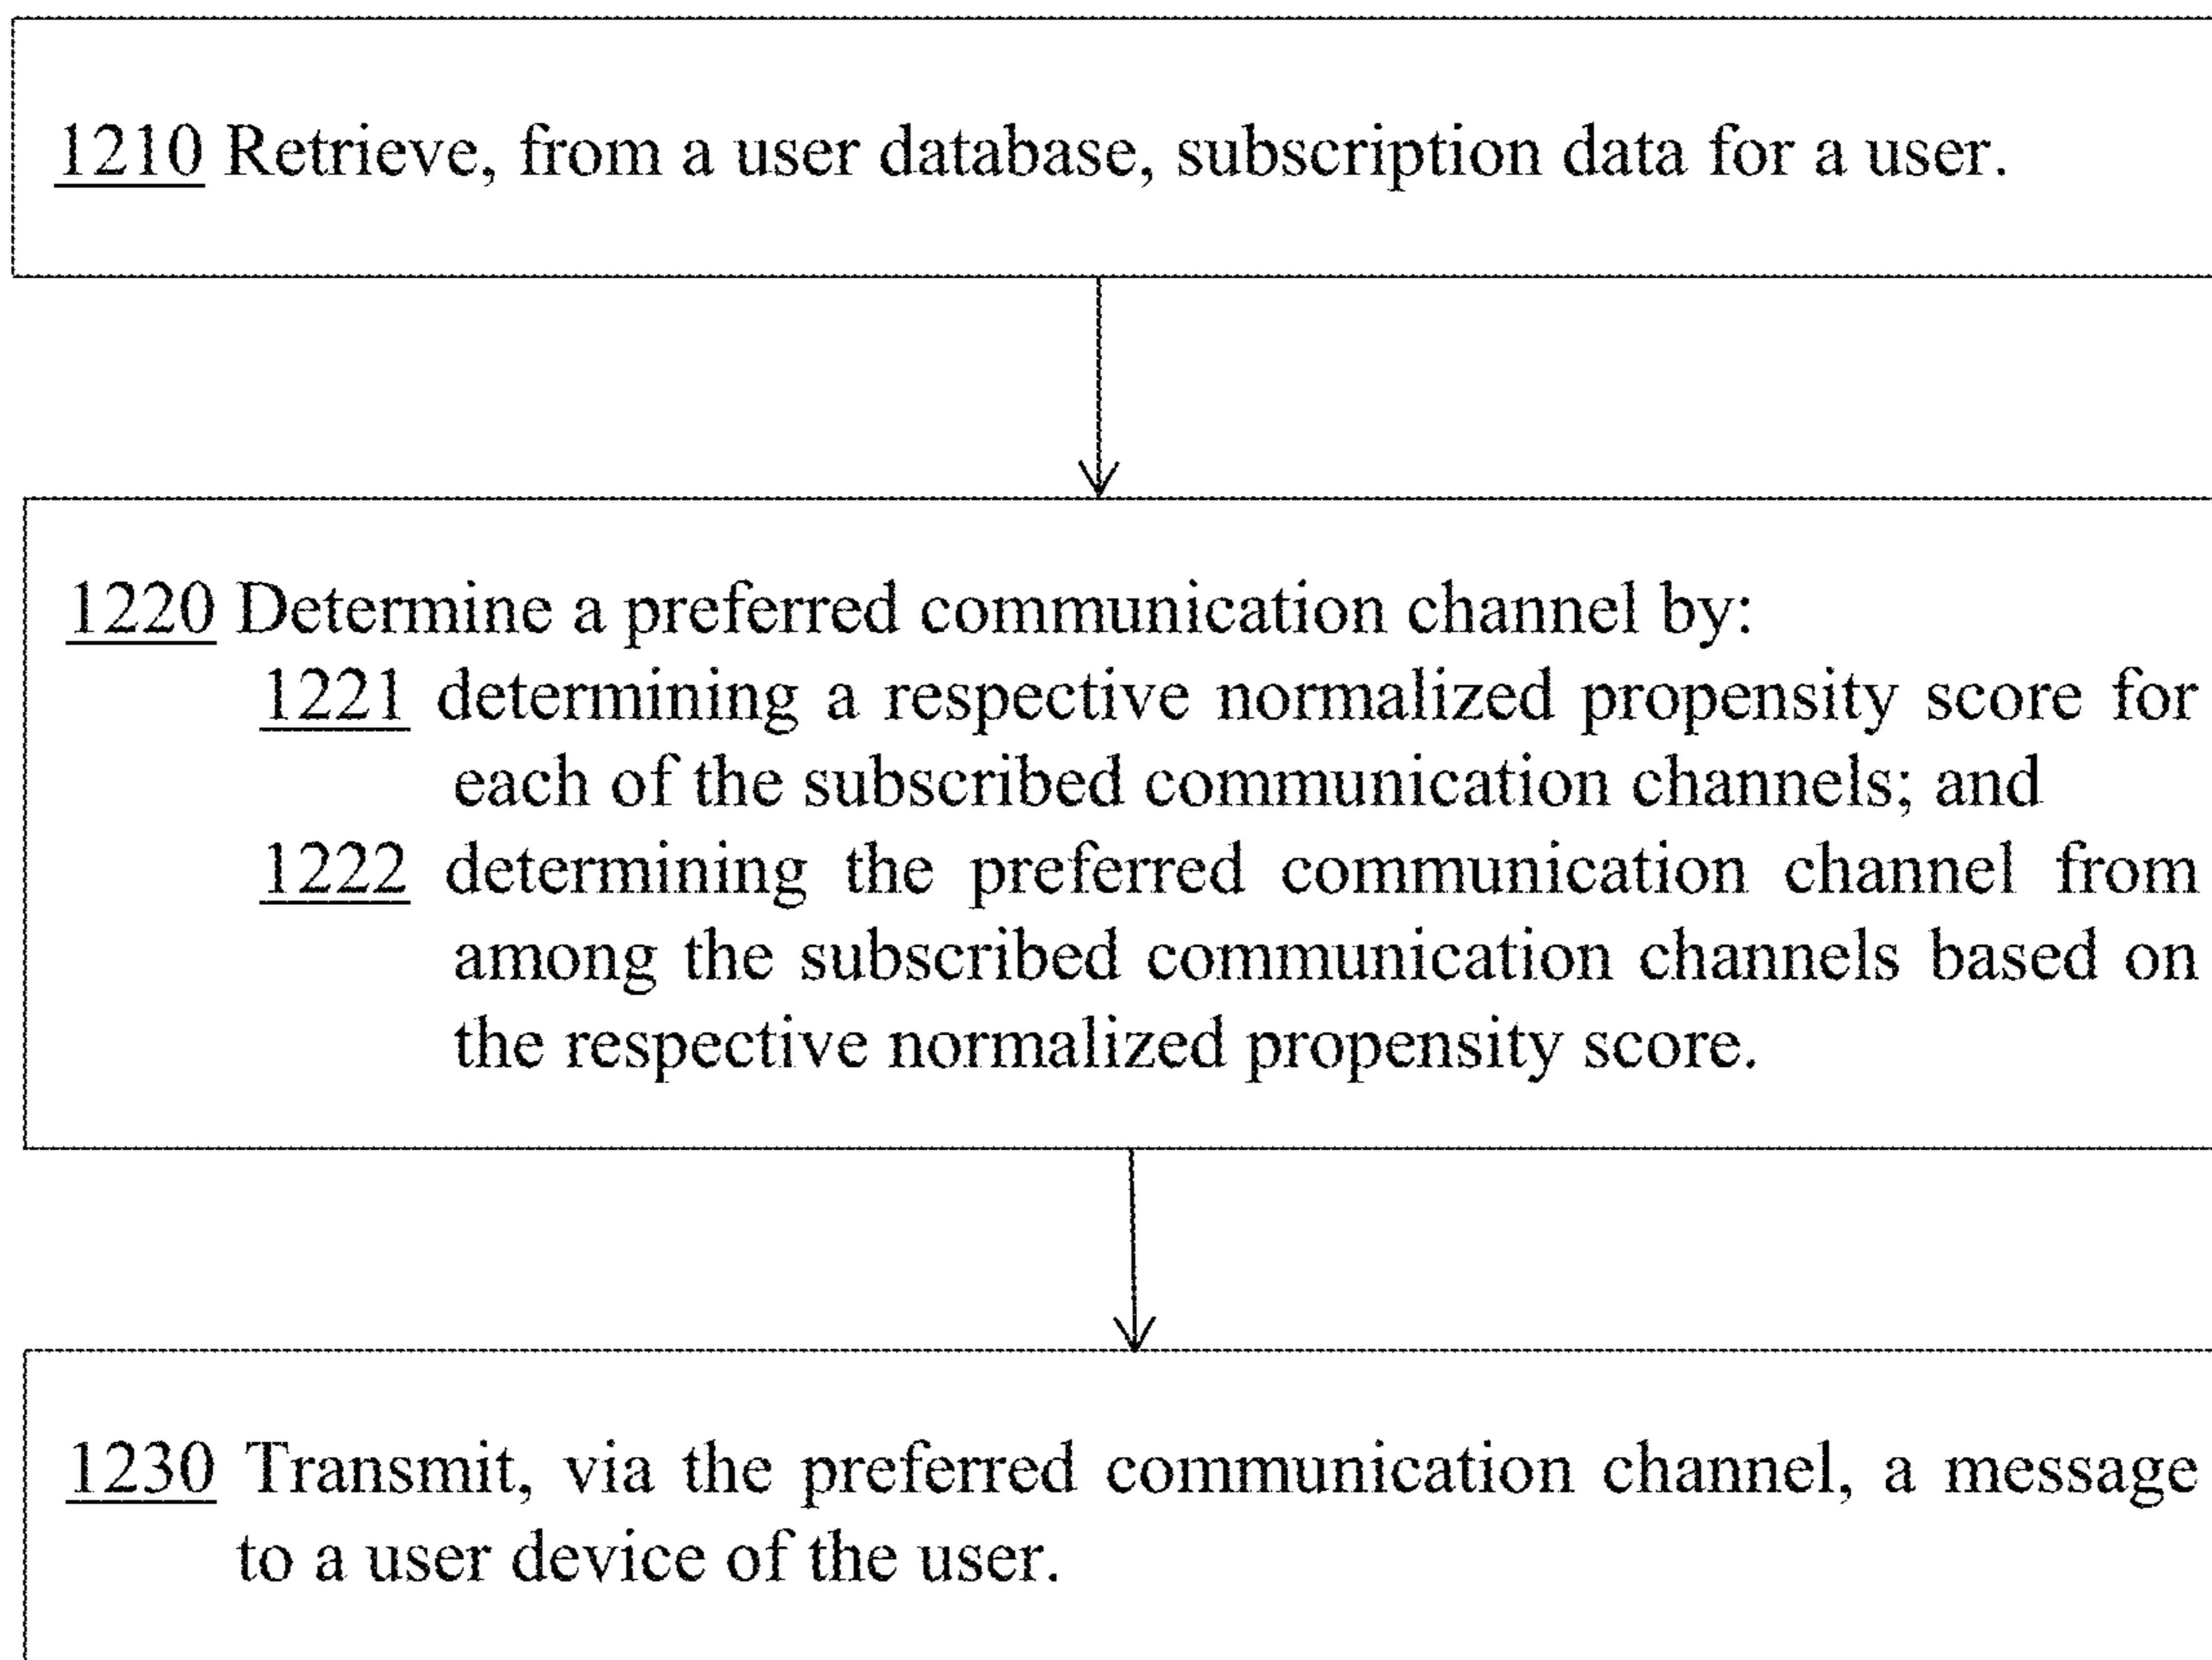 1210 Retrieve, from a user database, subscription data for a user.
1220 Determine a preferred communication channel by:
1221 determining a respective normalized propensity score for
each of the subscribed communication channels; and
1222 determining the preferred communication channel from
among the subscribed communication channels based on
the respective normalized propensity score.
1230 Transmit, via the preferred communication channel, a message
to a user device of the user.